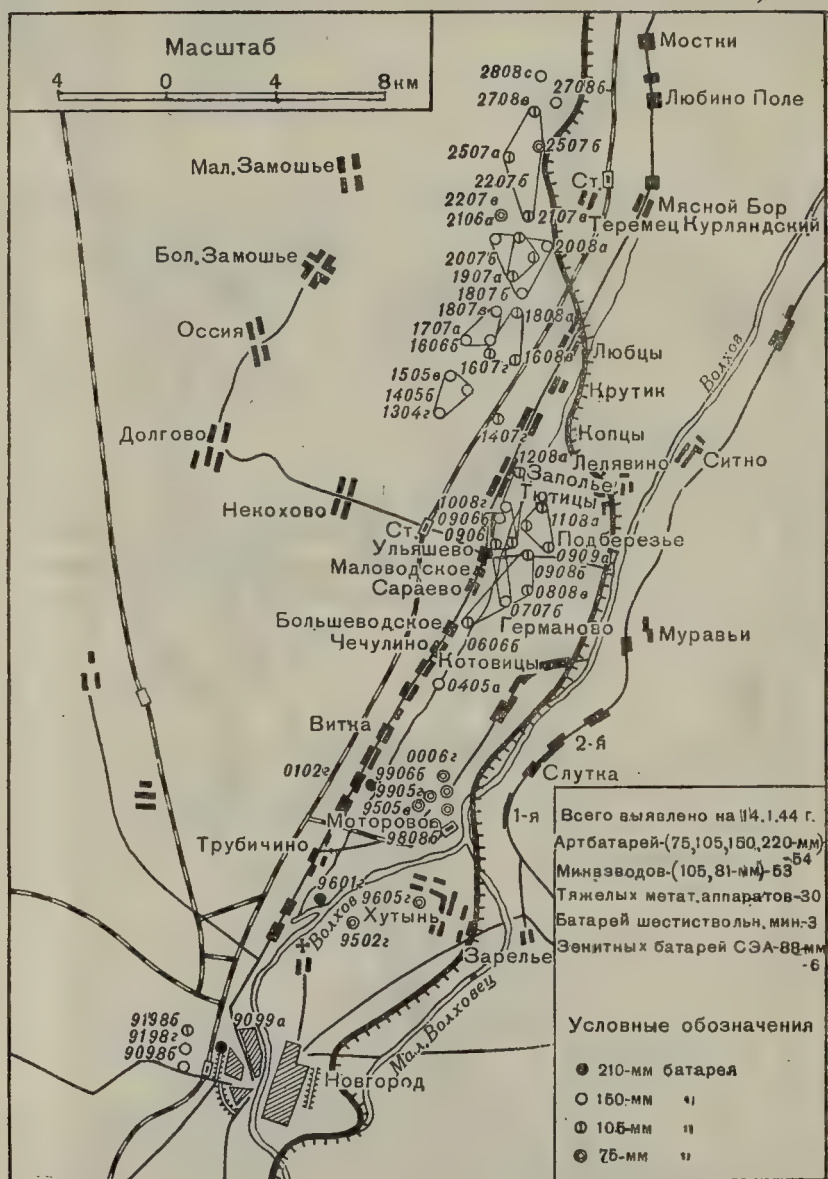 Масштаб
4 0 4 8 км
Мостки
2808с
2708б
2708в
Любино Поле
2507б
2507а
Мал. Замошье
2207б
Ст.
2207в
Мясной Бор
2106а
2107в
Теремец Курляндский
Бол. Замошье
2007б
2008а
1907а
1807б
1807в
1808а
Оссия
1707а
1606б
1608в
Любцы
1607г
Волхов
1505в
Крутик
1405б
1304г
Копцы
Долгово
1407г
1208а
Лелявино
Ситно
Заполье
Тютицы
Некохово
1008г
0906б
1108а
Ст.
0906
Подберезье
Ульяшево
0909
а
Маловодское
0908б
Сараево
0808в
0707б
Большеводское
Германово
Муравьи
Чечулино
0606б
Котовицы
0405а
Витка
2-я
0102г
0006г
9906б
Слутка
9905г
9505в
1-я
Моторово
9808б
Трубичино
9601г
Волхов
9605г
Хутынь
9502г
Зарелье
Мал. Волховец
9198б
9099а
9198г
9098б
Новгород
Всего выявлено на 14.1.44 г.
Артбатарей-(75,105,150,220-мм)
-54
Минвзводов-(105,81-мм)-53
Тяжелых метат.аппаратов-30
Батарей шестиствольн. мин.-3
Зенитных батарей СЭА-88-мм
-6
Условные обозначения
210-мм батарея
150-мм "
105-мм "
75-мм "